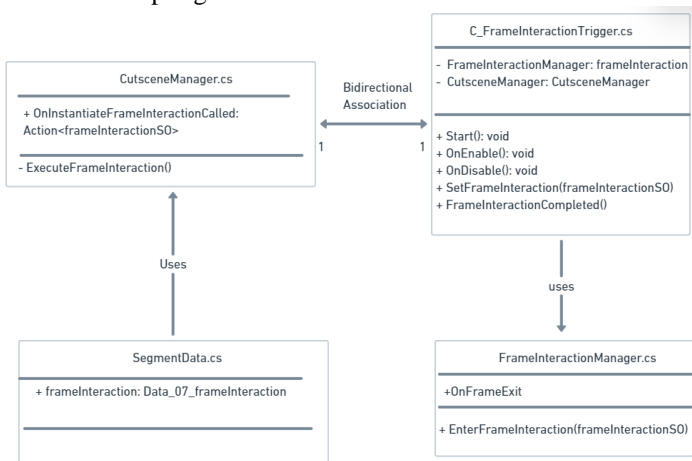 CutsceneManager.cs
+ OnInstantiateFrameInteractionCalled:
Action<frameInteractionSO>
- ExecuteFrameInteraction()
Bidirectional
Association
1
1
C_FrameInteractionTrigger.cs
- FrameInteractionManager: frameInteraction
- CutsceneManager: CutsceneManager
+ Start(): void
+ OnEnable(): void
+ OnDisable(): void
+ SetFrameInteraction(frameInteractionSO)
+ FrameInteractionCompleted()
Uses
uses
SegmentData.cs
+ frameInteraction: Data_07_frameInteraction
FrameInteractionManager.cs
+OnFrameExit
+ EnterFrameInteraction(frameInteractionSO)